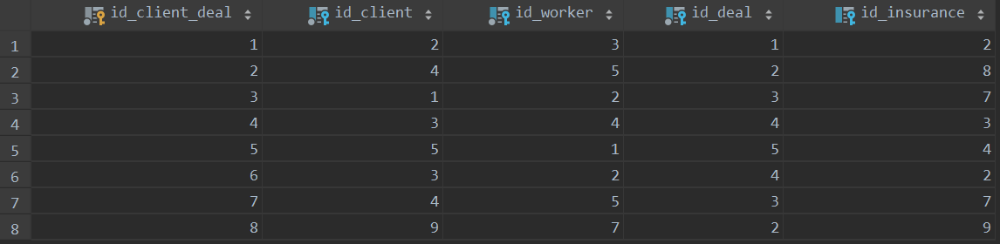 id_client_deal id_client id_worker id_deal id_insurance
1 1 2 3 1 2
2 2 4 5 2 8
3 3 1 2 3 7
4 4 3 4 4 3
5 5 5 1 5 4
6 6 3 2 4 2
7 7 4 5 3 7
8 8 9 7 2 9